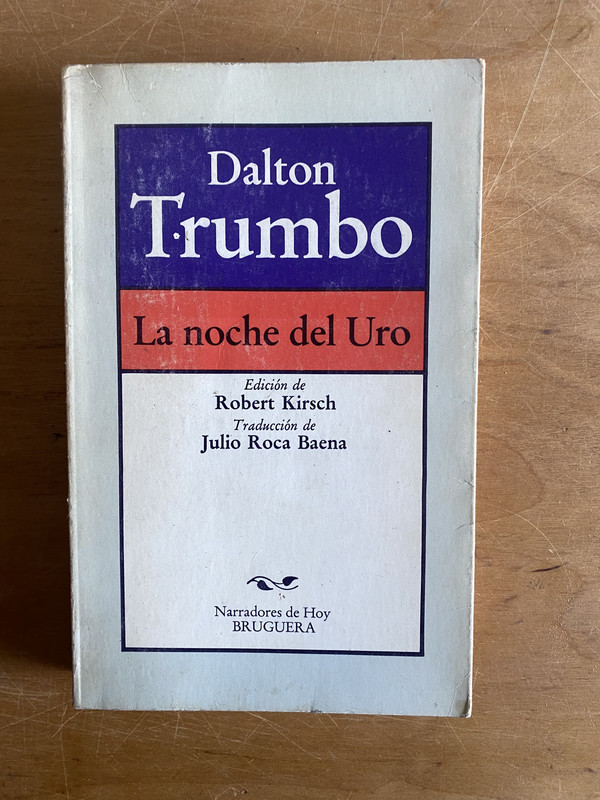 Dalton
Trumbo
La noche del Uro
Edición de
Robert Kirsch
Traducción de
Julio Roca Baena
Narradores de Hoy
BRUGUERA